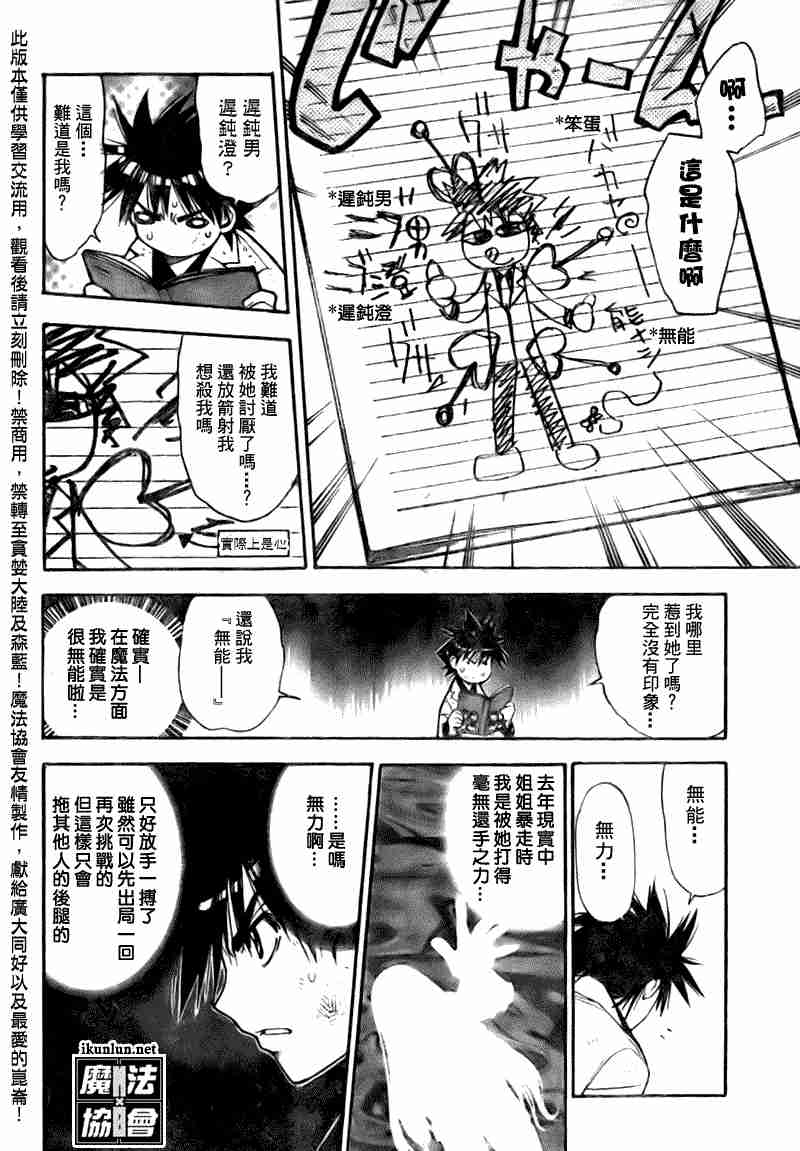 じゃーん
啊…
這是什麼啊
*笨蛋
バカ
*遲鈍男
男
*遲鈍澄
澄
*無能
能ナシ
遲鈍男
遲鈍澄？
這個…
難道是我嗎？
我難道
被她討厭了嗎…？
還放箭射我
想殺我嗎
實際上是心
我哪里
惹到她了嗎？
完全沒有印象…
還說我
『無能—』
確實—
在魔法方面
我確實是
很無能啦…
無能…
無力…
去年現實中
姐姐暴走時
我是被她打得
毫無還手之力…
……是嗎
無力啊…
只好放手一搏了
雖然可以先出局一回
再次挑戰的
但這樣只會
拖其他人的後腿的
ikunlun.net
魔法
×
協會
此版本僅供學習交流用，觀看後請立刻刪除！禁商用，禁轉至貪婪大陸及森藍！魔法協會友情製作，獻給廣大同好以及最愛的崑崙！